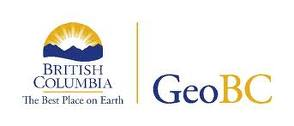 BRITISH
COLUMBIA
The Best Place on Earth
GeoBC